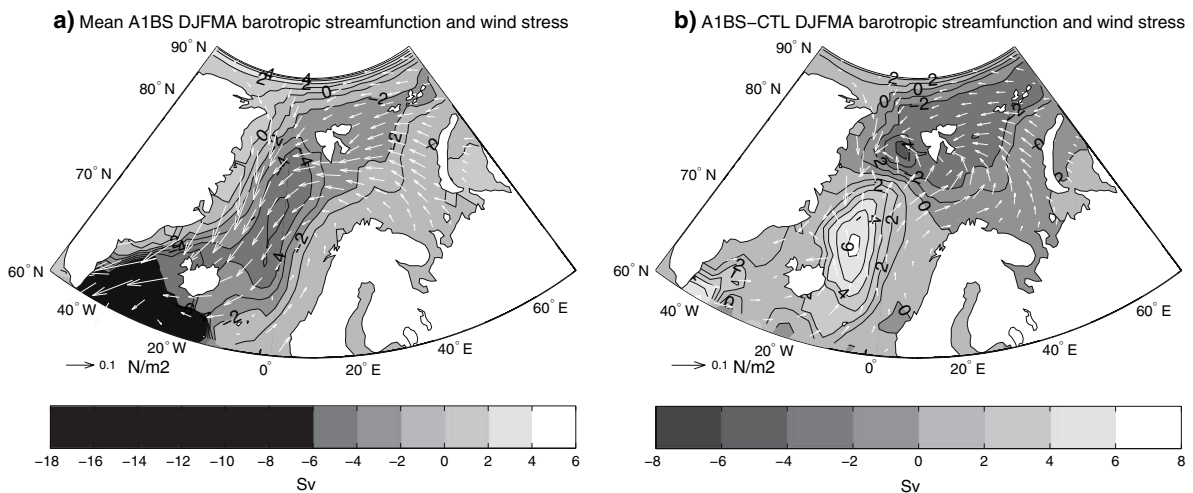 a) Mean A1BS DJFMA barotropic streamfunction and wind stress
90° N
80° N
70° N
60° N
40° W
20° W
0°
20° E
40° E
60° E
0.1 N/m2
−18 −16 −14 −12 −10 −8 −6 −4 −2 0 2 4 6
Sv
b) A1BS−CTL DJFMA barotropic streamfunction and wind stress
90° N
80° N
70° N
60° N
40° W
20° W
0°
20° E
40° E
60° E
0.1 N/m2
−8 −6 −4 −2 0 2 4 6 8
Sv